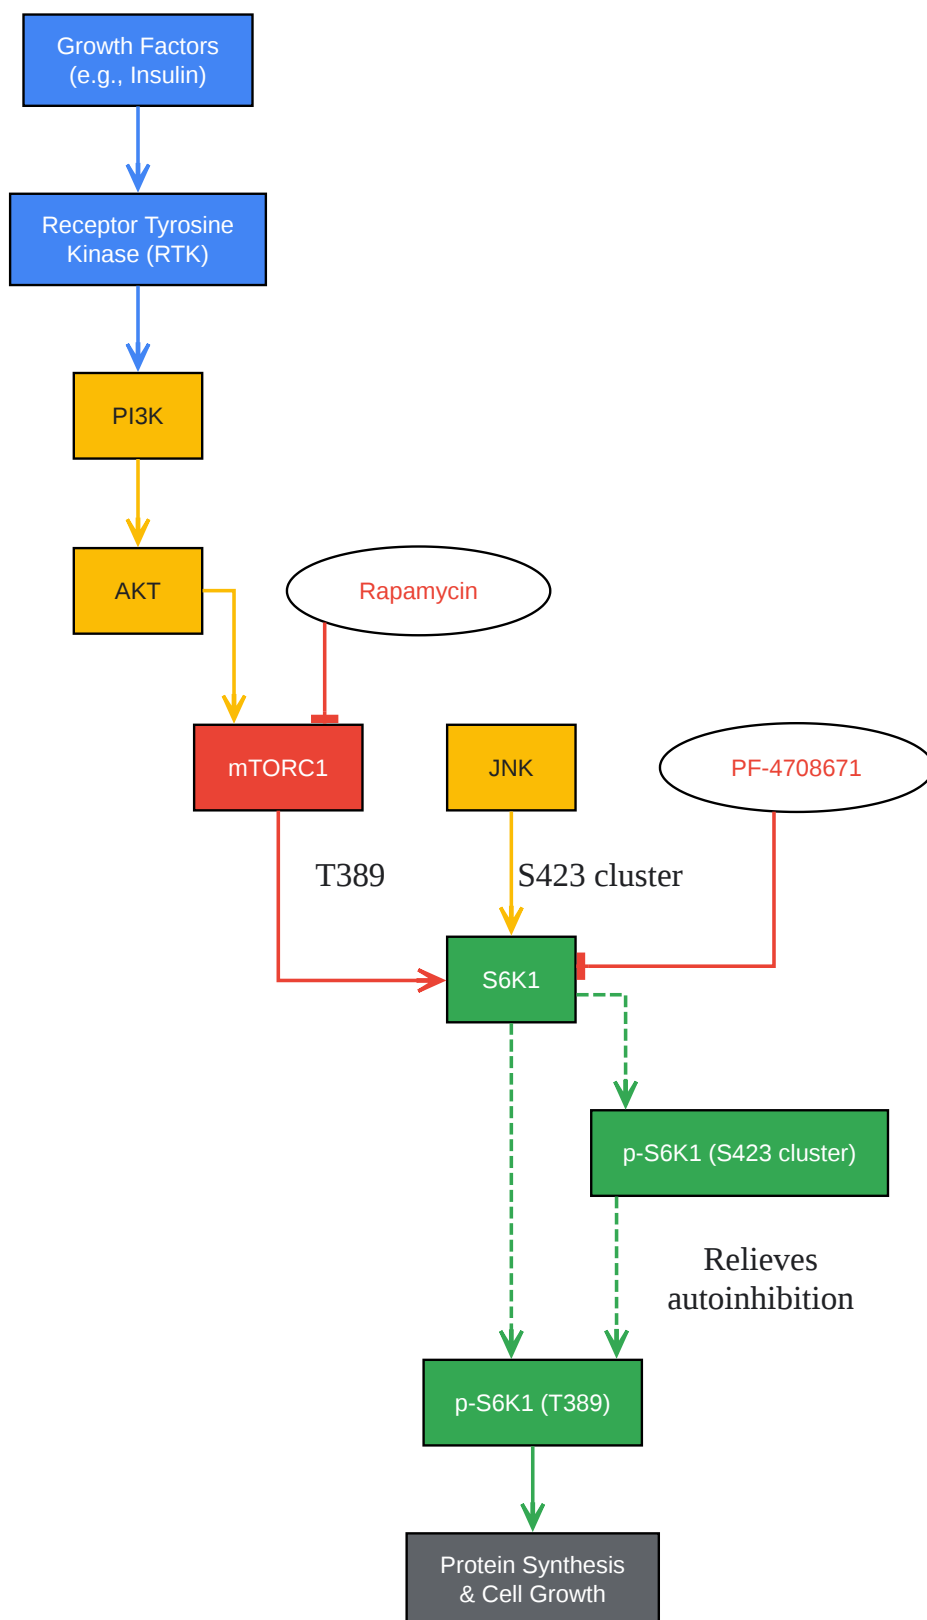 Growth Factors
(e.g., Insulin)
Receptor Tyrosine
Kinase (RTK)
PI3K
AKT
Rapamycin
mTORC1
JNK
PF-4708671
T389
S423 cluster
S6K1
p-S6K1 (S423 cluster)
Relieves
autoinhibition
p-S6K1 (T389)
Protein Synthesis
& Cell Growth